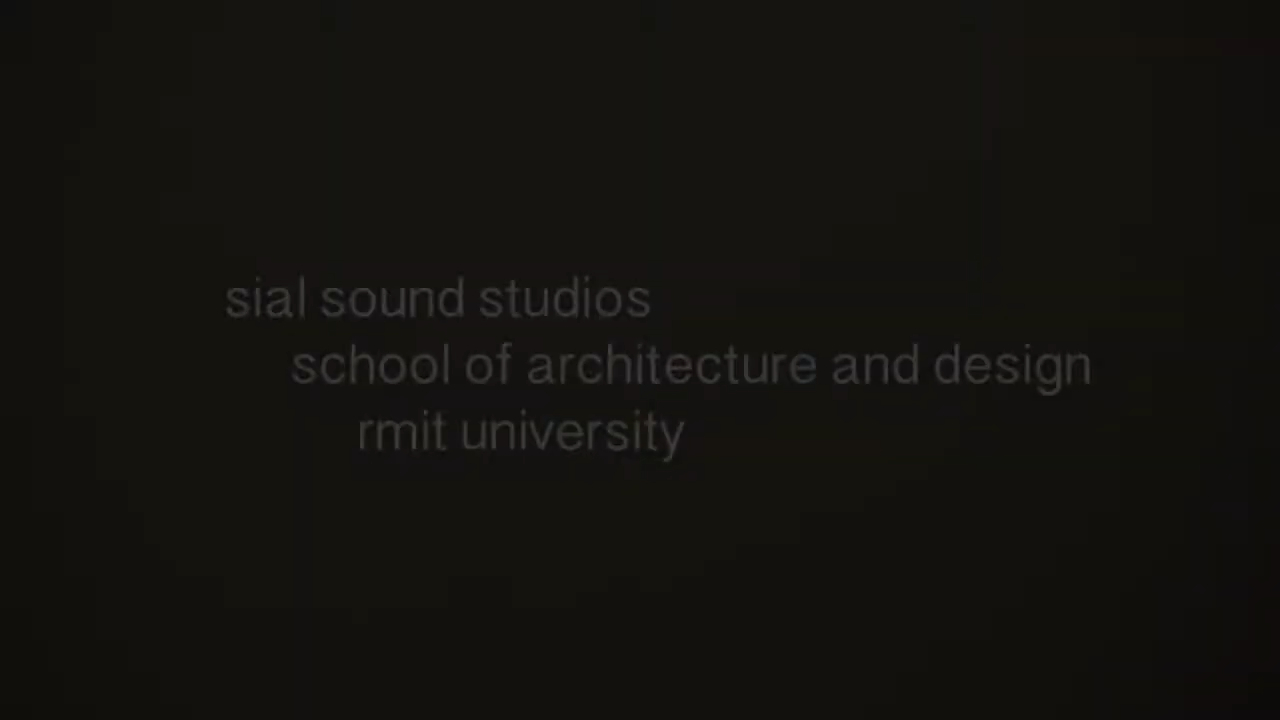 sial sound studios
school of architecture and design
rmit university